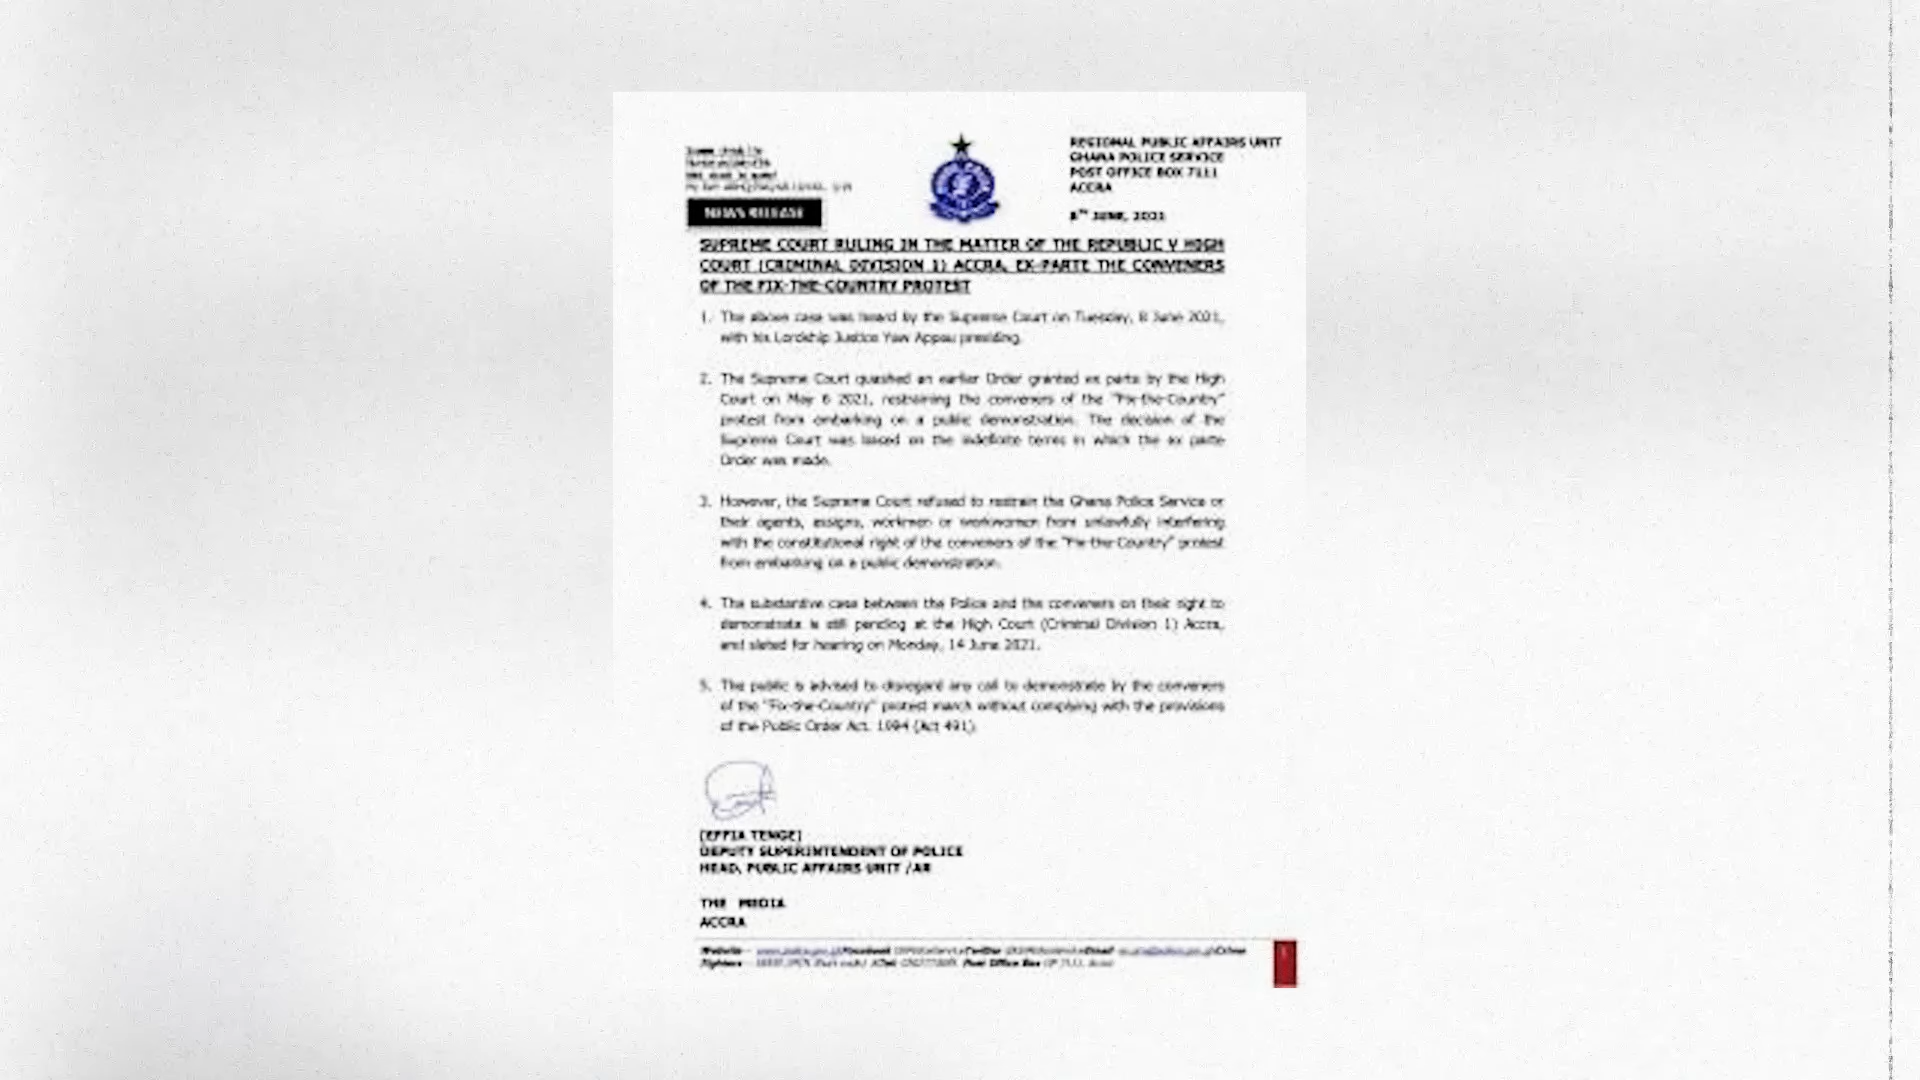 NEWS RELEASE
REGIONAL PUBLIC AFFAIRS UNIT
GHANA POLICE SERVICE
POST OFFICE BOX 7111
ACCRA
8TH JUNE, 2021
SUPREME COURT RULING IN THE MATTER OF THE REPUBLIC V HIGH
COURT (CRIMINAL DIVISION 1) ACCRA, EX-PARTE THE CONVENERS
OF THE FIX-THE-COUNTRY PROTEST
1. The above case was heard by the Supreme Court on Tuesday, 8 June 2021,
with his Lordship Justice Yaw Appau presiding.
2. The Supreme Court quashed an earlier Order granted ex parte by the High
Court on May 6 2021, restraining the conveners of the "Fix-the-Country"
protest from embarking on a public demonstration. The decision of the
Supreme Court was based on the indefinite terms in which the ex parte
Order was made.
3. However, the Supreme Court refused to restrain the Ghana Police Service or
their agents, assigns, workmen or workwomen from unlawfully interfering
with the constitutional right of the conveners of the "Fix-the-Country" protest
from embarking on a public demonstration.
4. The substantive case between the Police and the conveners on their right to
demonstrate is still pending at the High Court (Criminal Division 1) Accra,
and slated for hearing on Monday, 14 June 2021.
5. The public is advised to disregard any call to demonstrate by the conveners
of the "Fix-the-Country" protest march without complying with the provisions
of the Public Order Act, 1994 (Act 491).
(EFFIA TENGE)
DEPUTY SUPERINTENDENT OF POLICE
HEAD, PUBLIC AFFAIRS UNIT /AR
THE MEDIA
ACCRA
Website Facebook Twitter Email
Post Office Box